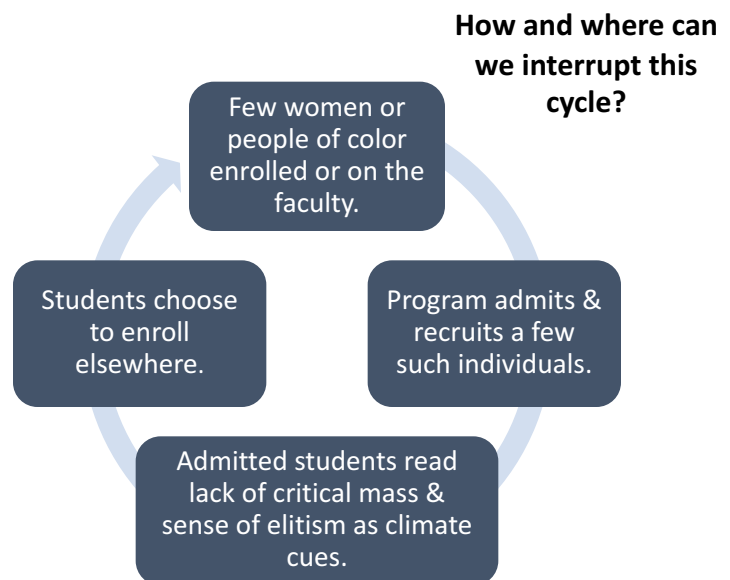 How and where can
we interrupt this
cycle?
Few women or
people of color
enrolled or on the
faculty.
Program admits &
recruits a few
such individuals.
Admitted students read
lack of critical mass &
sense of elitism as climate
cues.
Students choose
to enroll
elsewhere.